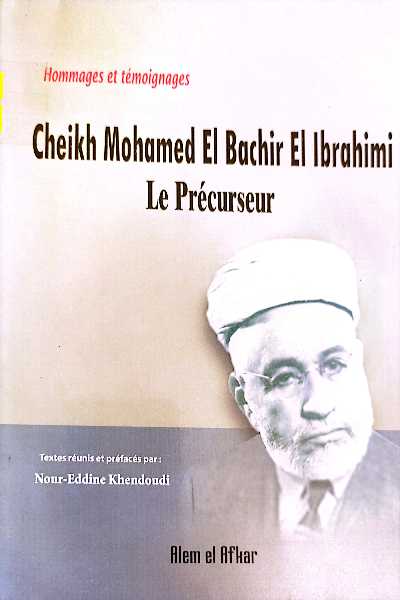 Hommages et témoignages
Cheikh Mohamed El Bachir El Ibrahimi
Le Précurseur
Textes réunis et préfacés par :
Nour-Eddine Khendoudi
Alem el Afkar